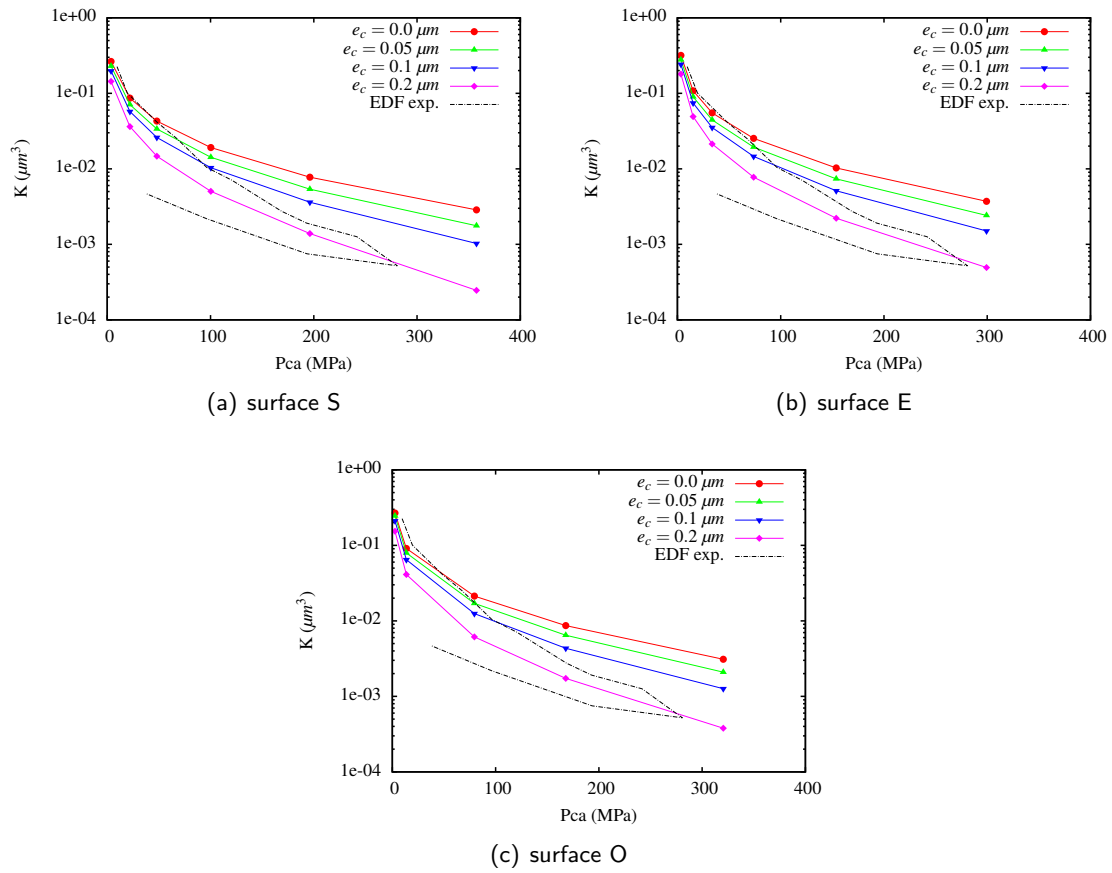 1e+00
1e-01
1e-02
1e-03
1e-04
K (μm³)
0
100
200
300
400
Pca (MPa)
e_c = 0.0 μm
e_c = 0.05 μm
e_c = 0.1 μm
e_c = 0.2 μm
EDF exp.
(a) surface S
1e+00
1e-01
1e-02
1e-03
1e-04
K (μm³)
0
100
200
300
400
Pca (MPa)
e_c = 0.0 μm
e_c = 0.05 μm
e_c = 0.1 μm
e_c = 0.2 μm
EDF exp.
(b) surface E
1e+00
1e-01
1e-02
1e-03
1e-04
K (μm³)
0
100
200
300
400
Pca (MPa)
e_c = 0.0 μm
e_c = 0.05 μm
e_c = 0.1 μm
e_c = 0.2 μm
EDF exp.
(c) surface O